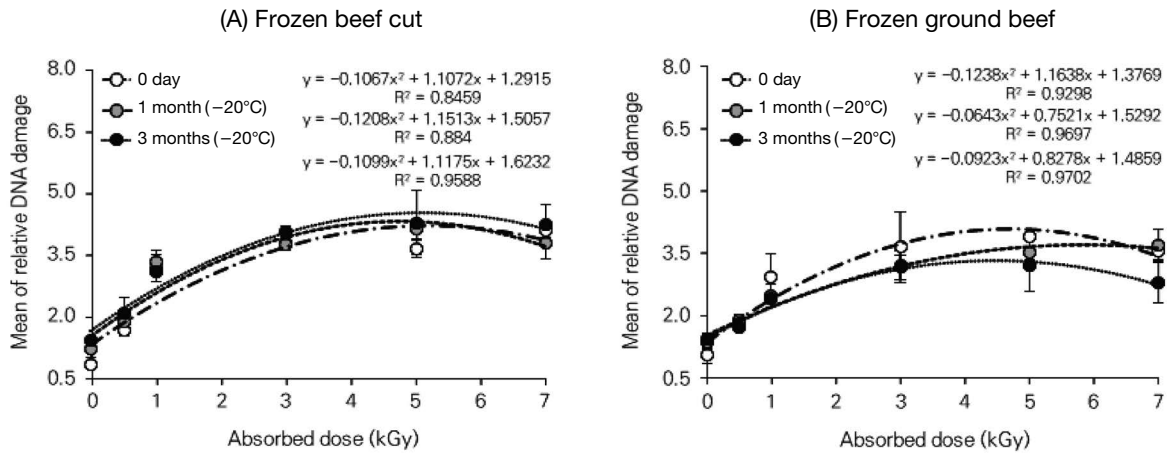 (A) Frozen beef cut
Mean of relative DNA damage
8.0
6.5
5.0
3.5
2.0
0.5
0 day
1 month (−20°C)
3 months (−20°C)
y = −0.1067x² + 1.1072x + 1.2915
R² = 0.8459
y = −0.1208x² + 1.1513x + 1.5057
R² = 0.884
y = −0.1099x² + 1.1175x + 1.6232
R² = 0.9588
0 1 2 3 4 5 6 7
Absorbed dose (kGy)
(B) Frozen ground beef
Mean of relative DNA damage
8.0
6.5
5.0
3.5
2.0
0.5
0 day
1 month (−20°C)
3 months (−20°C)
y = −0.1238x² + 1.1638x + 1.3769
R² = 0.9298
y = −0.0643x² + 0.7521x + 1.5292
R² = 0.9697
y = −0.0923x² + 0.8278x + 1.4859
R² = 0.9702
0 1 2 3 4 5 6 7
Absorbed dose (kGy)